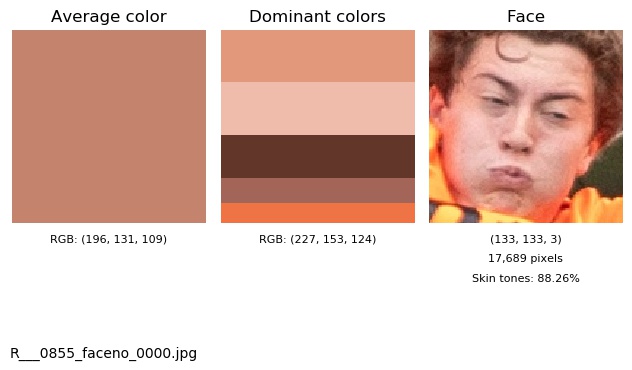 Average color
Dominant colors
Face
RGB: (196, 131, 109)
RGB: (227, 153, 124)
(133, 133, 3)
17,689 pixels
Skin tones: 88.26%
R___0855_faceno_0000.jpg